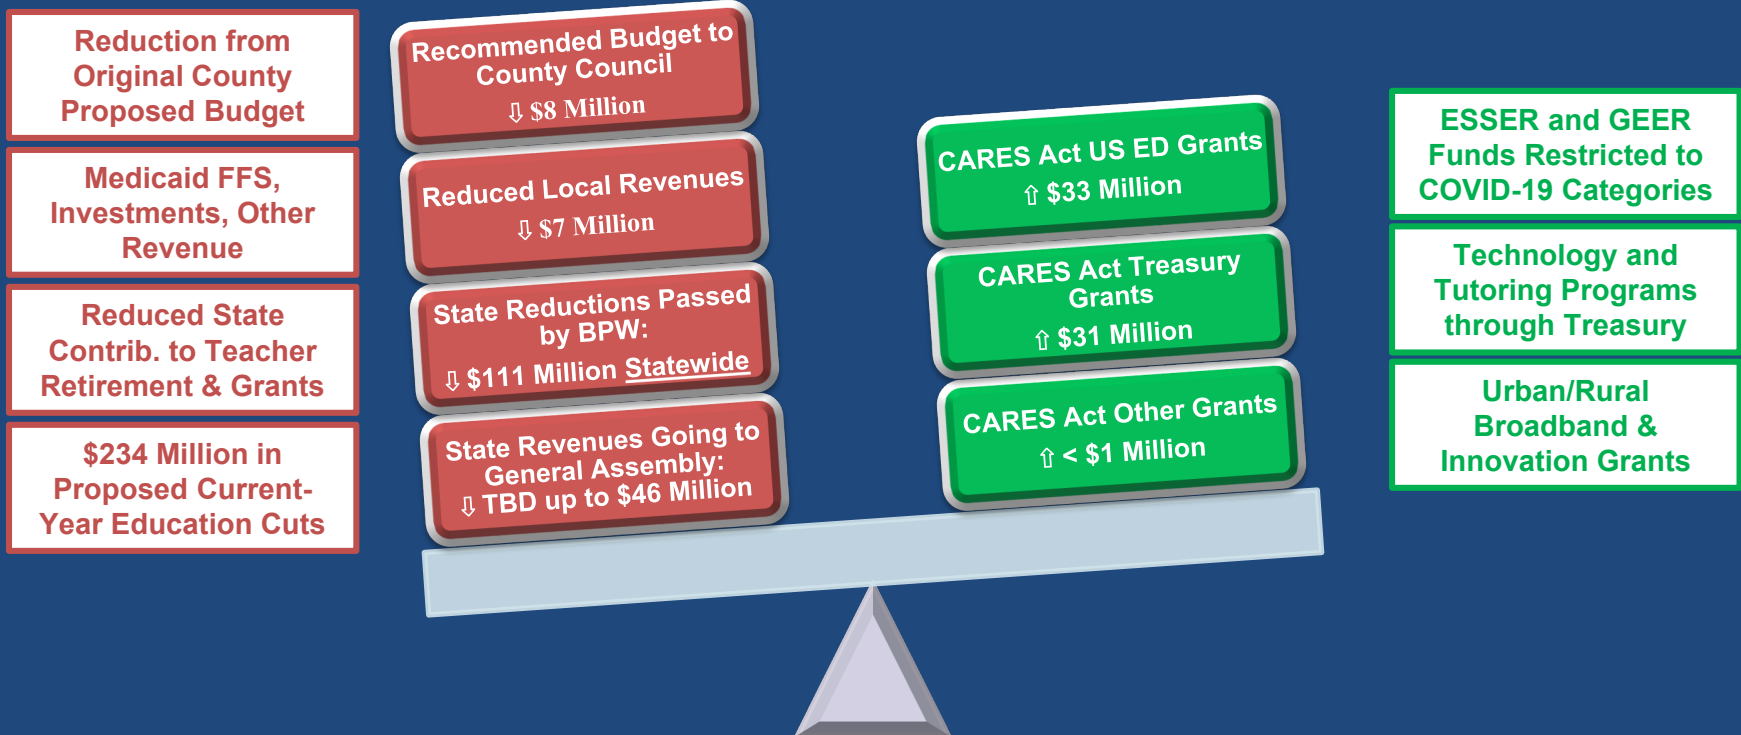 Reduction from
Original County
Proposed Budget
Medicaid FFS,
Investments, Other
Revenue
Reduced State
Contrib. to Teacher
Retirement & Grants
$234 Million in
Proposed Current-
Year Education Cuts
Recommended Budget to
County Council
⇩ $8 Million
Reduced Local Revenues
⇩ $7 Million
State Reductions Passed
by BPW:
⇩ $111 Million Statewide
State Revenues Going to
General Assembly:
⇩ TBD up to $46 Million
CARES Act US ED Grants
⇧ $33 Million
CARES Act Treasury
Grants
⇧ $31 Million
CARES Act Other Grants
⇧ < $1 Million
ESSER and GEER
Funds Restricted to
COVID-19 Categories
Technology and
Tutoring Programs
through Treasury
Urban/Rural
Broadband &
Innovation Grants